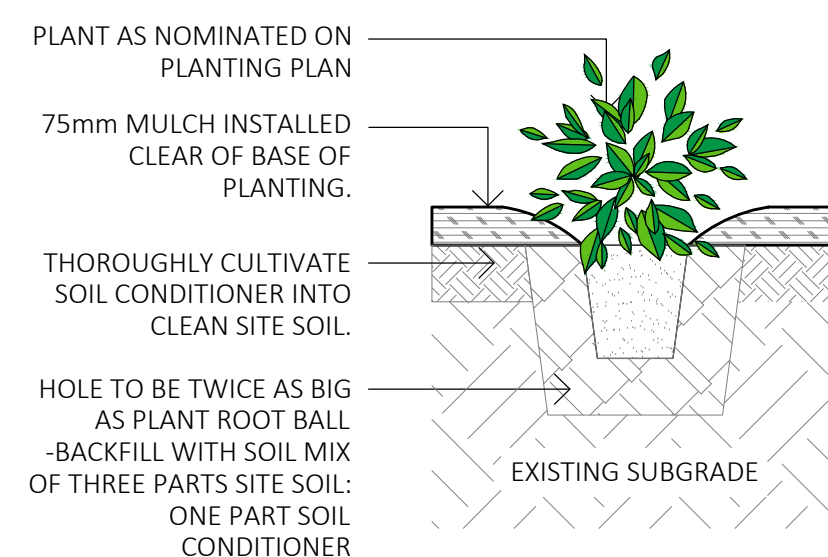 PLANT AS NOMINATED ON
PLANTING PLAN
75mm MULCH INSTALLED
CLEAR OF BASE OF
PLANTING.
THOROUGHLY CULTIVATE
SOIL CONDITIONER INTO
CLEAN SITE SOIL.
HOLE TO BE TWICE AS BIG
AS PLANT ROOT BALL
-BACKFILL WITH SOIL MIX
OF THREE PARTS SITE SOIL:
ONE PART SOIL
CONDITIONER
EXISTING SUBGRADE